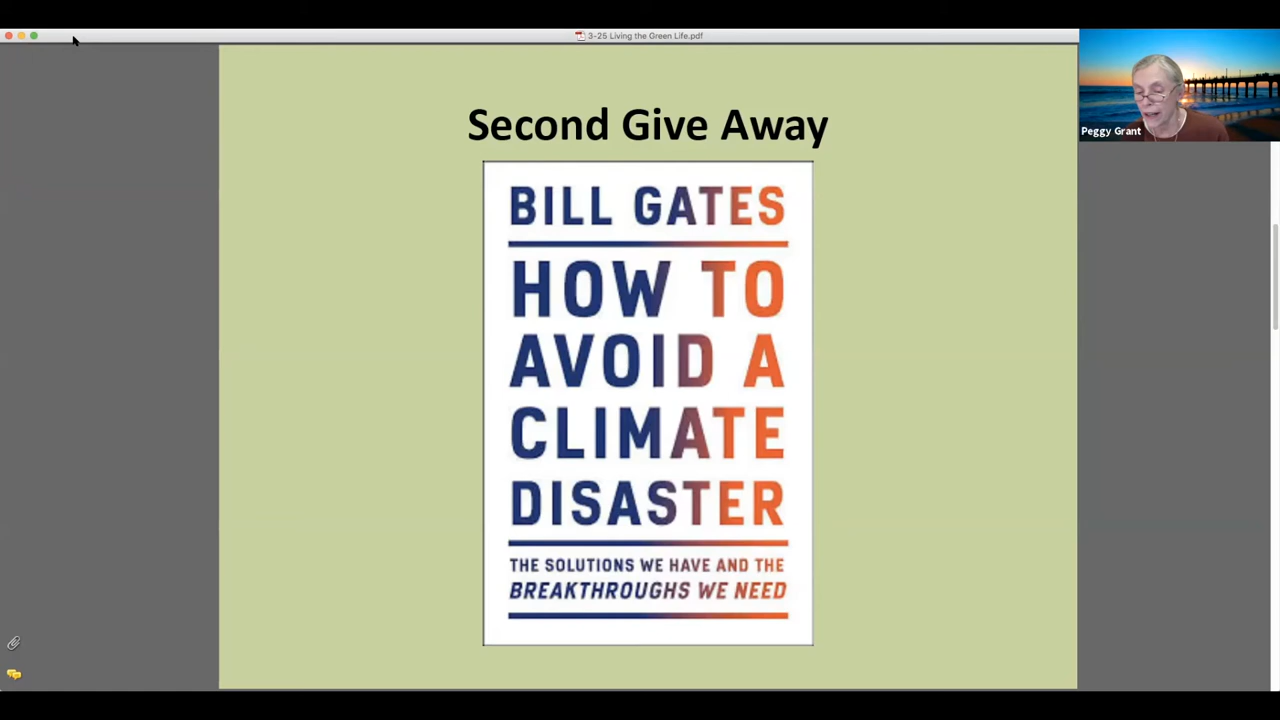 3-25 Living the Green Life.pdf
Second Give Away
BILL GATES
HOW TO
AVOID A
CLIMATE
DISASTER
THE SOLUTIONS WE HAVE AND THE
BREAKTHROUGHS WE NEED
Peggy Grant